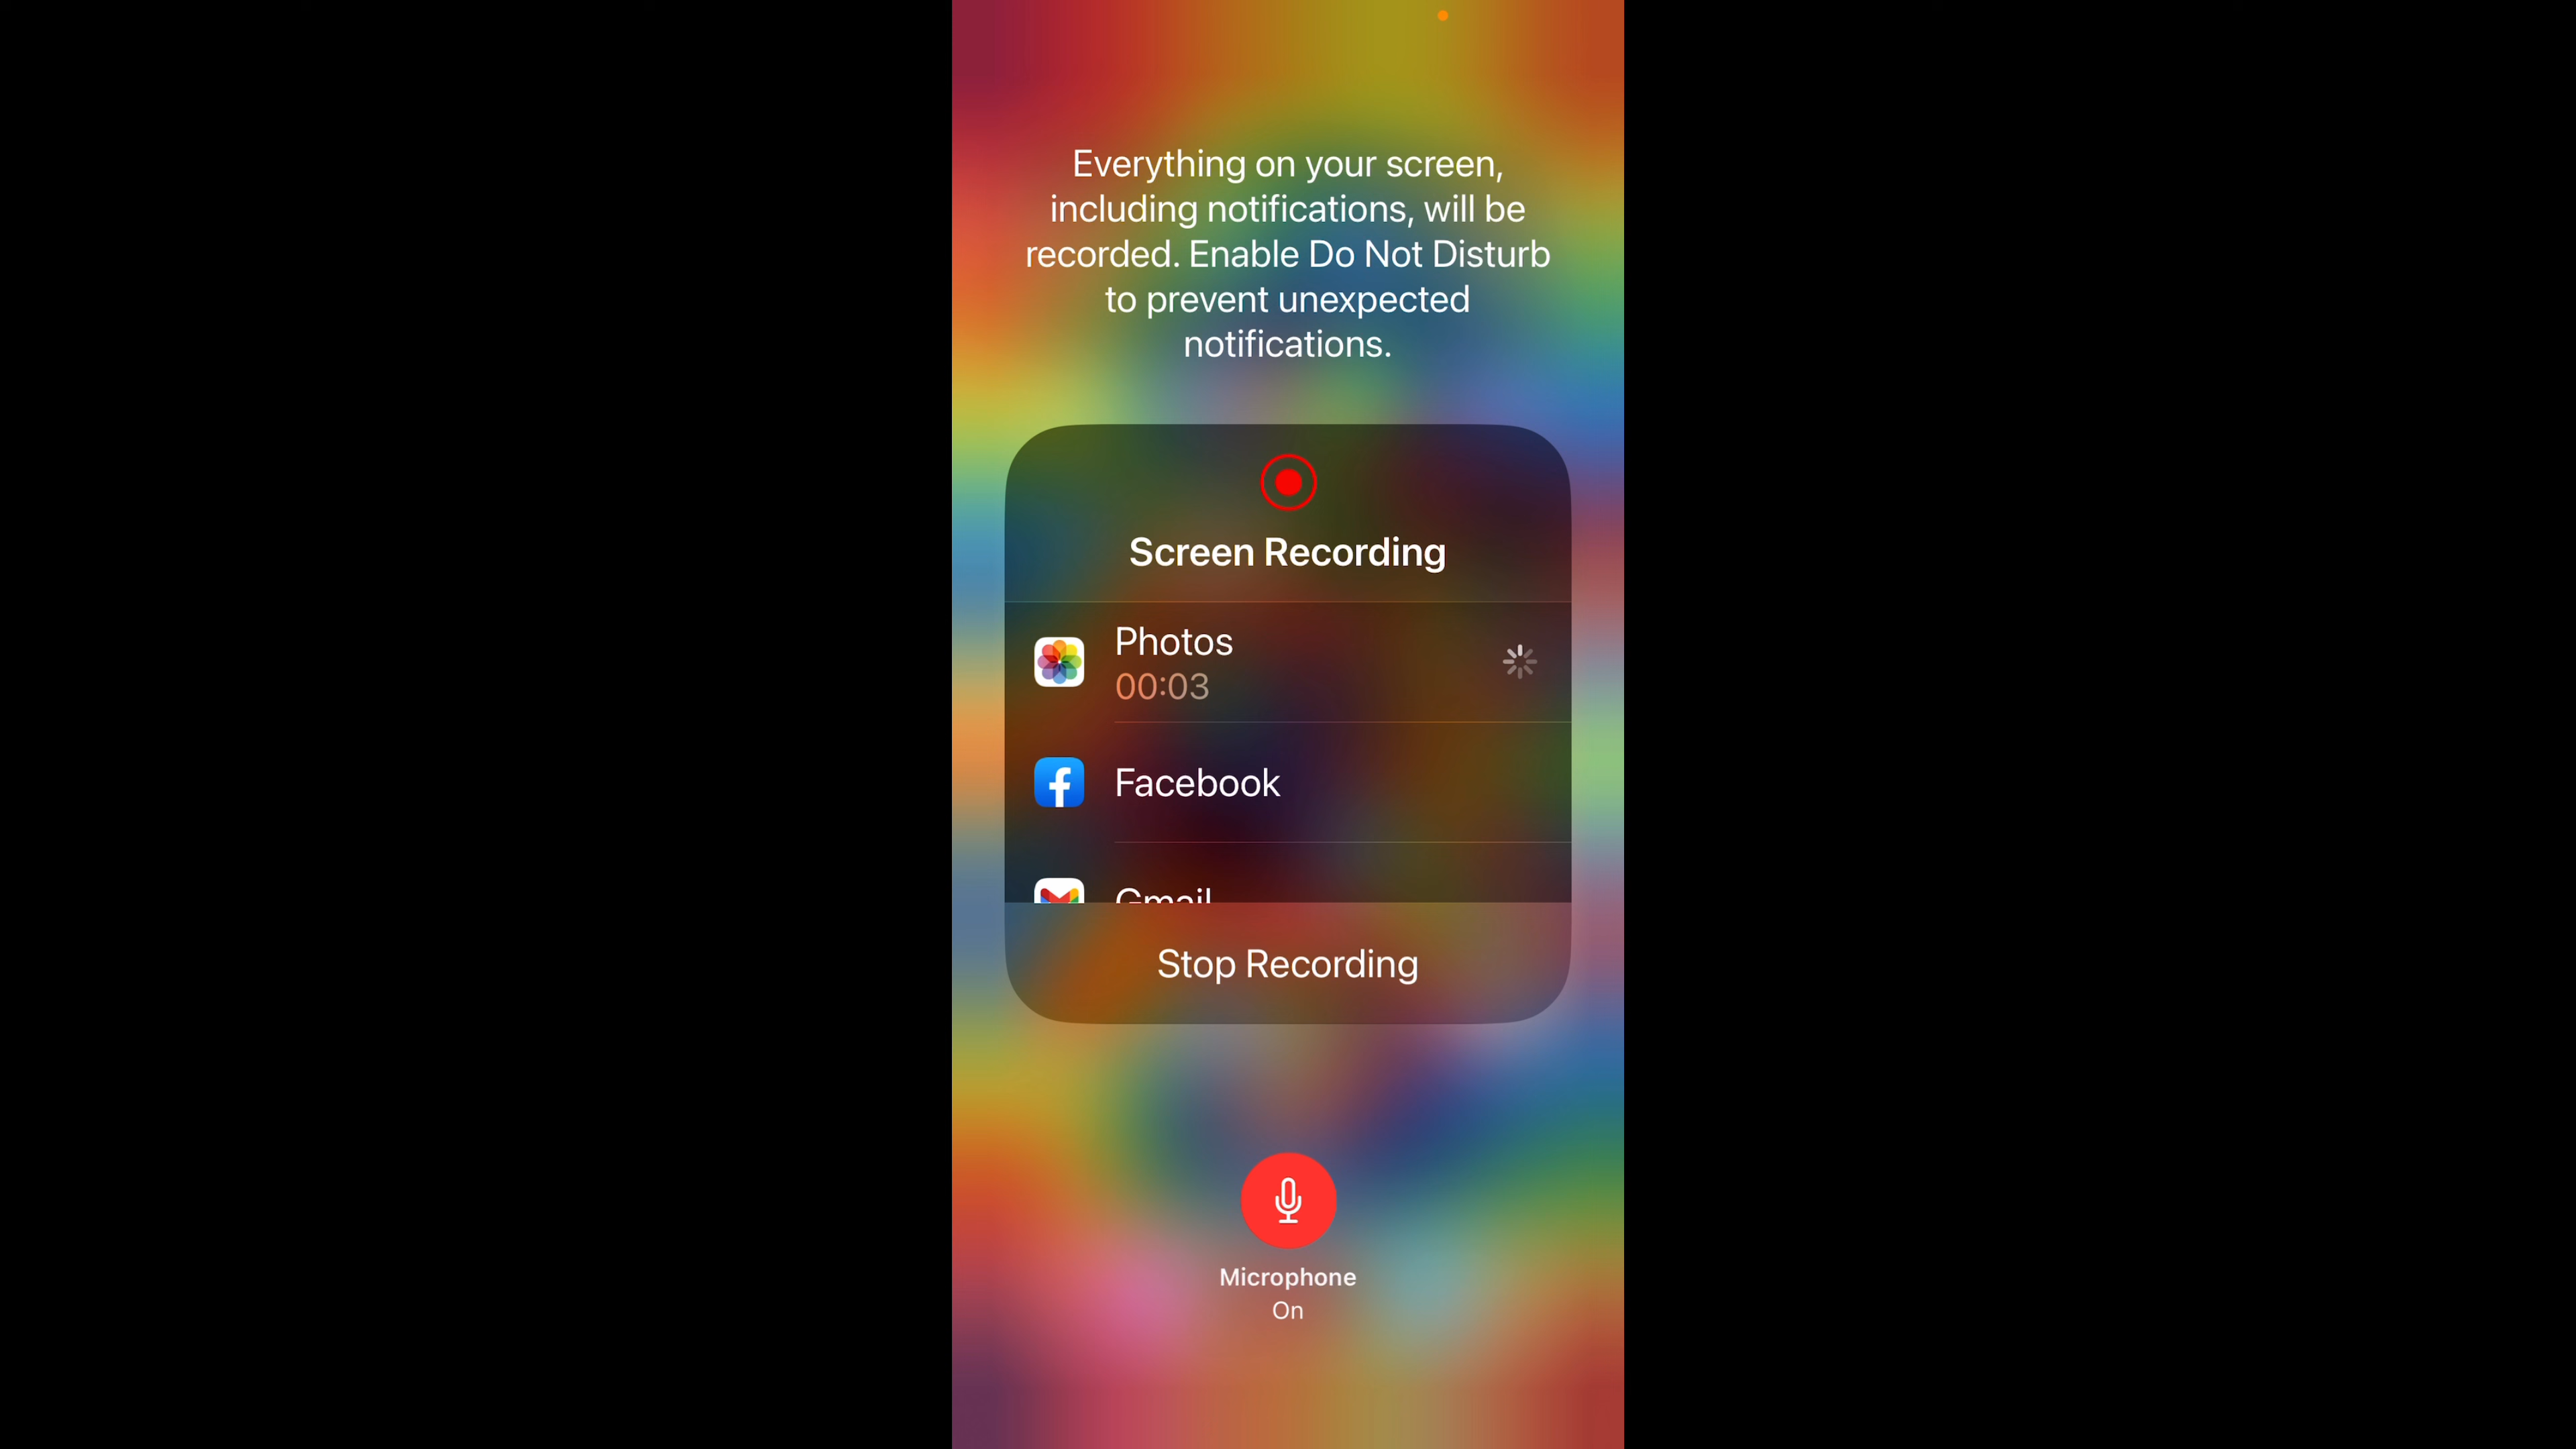 Everything on your screen,
including notifications, will be
recorded. Enable Do Not Disturb
to prevent unexpected
notifications.
Screen Recording
Photos
00:03
Facebook
Gmail
Stop Recording
Microphone
On